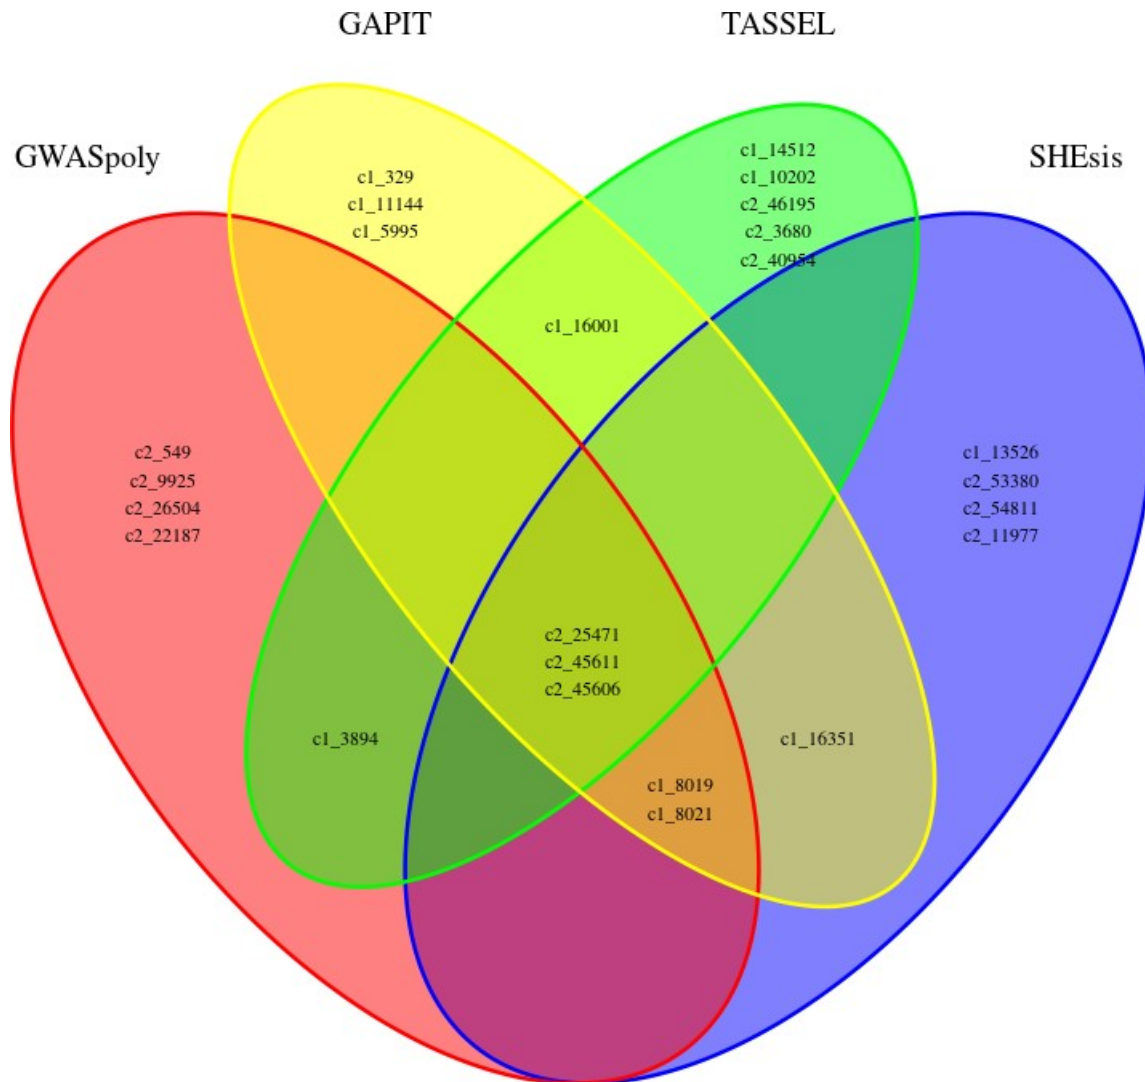 GAPIT
TASSEL
GWASpoly
SHEsis
c1_329
c1_11144
c1_5995
c1_14512
c1_10202
c2_46195
c2_3680
c2_40954
c1_16001
c2_549
c2_9925
c2_26504
c2_22187
c1_13526
c2_53380
c2_54811
c2_11977
c2_25471
c2_45611
c2_45606
c1_3894
c1_16351
c1_8019
c1_8021